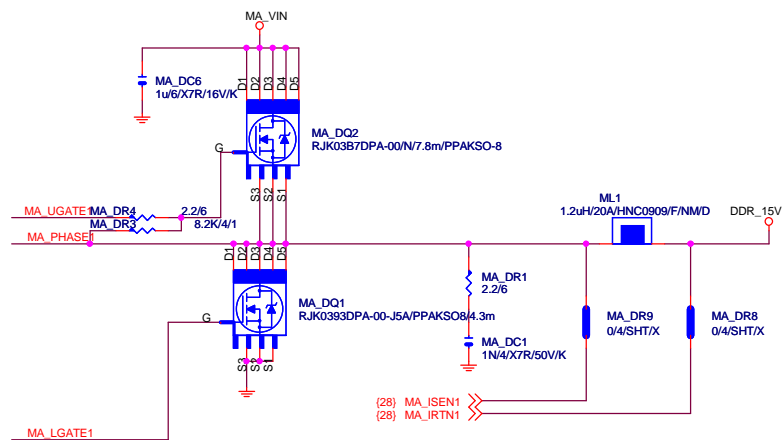 MA_VIN
D1
D2
D3
D4
D5
MA_DC6
1u/6/X7R/16V/K
MA_DQ2
RJK03B7DPA-00/N/7.8m/PPAKSO-8
G
S3
S2
S1
ML1
1.2uH/20A/HNC0909/F/NM/D
DDR_15V
MA_UGATE1
MA_DR4
2.2/6
MA_DR3
8.2K/4/1
MA_PHASE1
D1
D2
D3
D4
D5
MA_DR1
2.2/6
MA_DQ1
RJK0393DPA-00-J5A/PPAKSO8/4.3m
G
MA_DR9
0/4/SHT/X
MA_DR8
0/4/SHT/X
MA_DC1
1N/4/X7R/50V/K
S3
S2
S1
{28} MA_ISEN1
{28} MA_IRTN1
MA_LGATE1